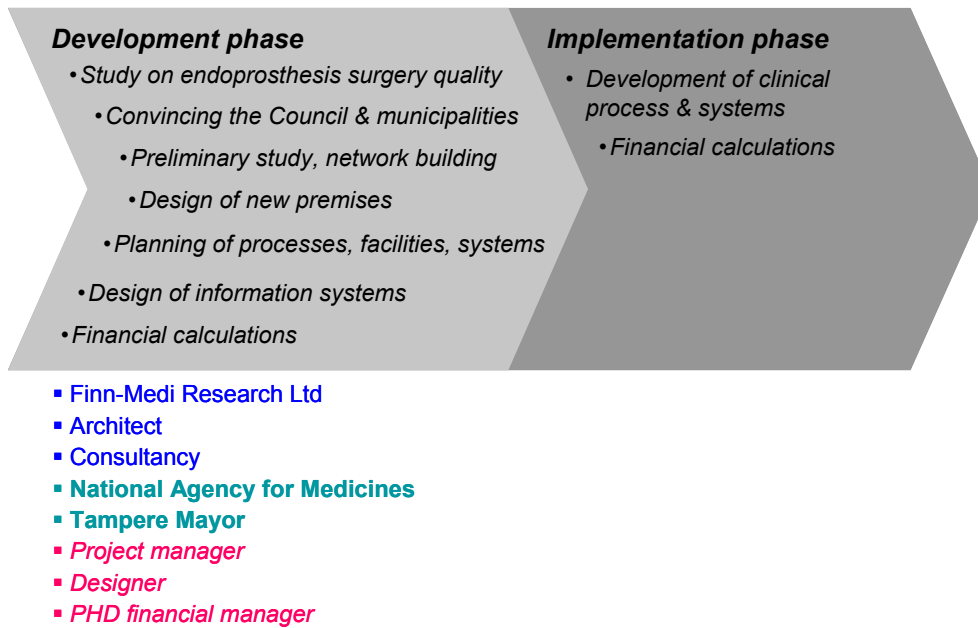 Development phase
•Study on endoprosthesis surgery quality
•Convincing the Council & municipalities
•Preliminary study, network building
•Design of new premises
•Planning of processes, facilities, systems
•Design of information systems
•Financial calculations
Implementation phase
• Development of clinical
process & systems
•Financial calculations
▪ Finn-Medi Research Ltd
▪ Architect
▪ Consultancy
▪ National Agency for Medicines
▪ Tampere Mayor
▪ Project manager
▪ Designer
▪ PHD financial manager